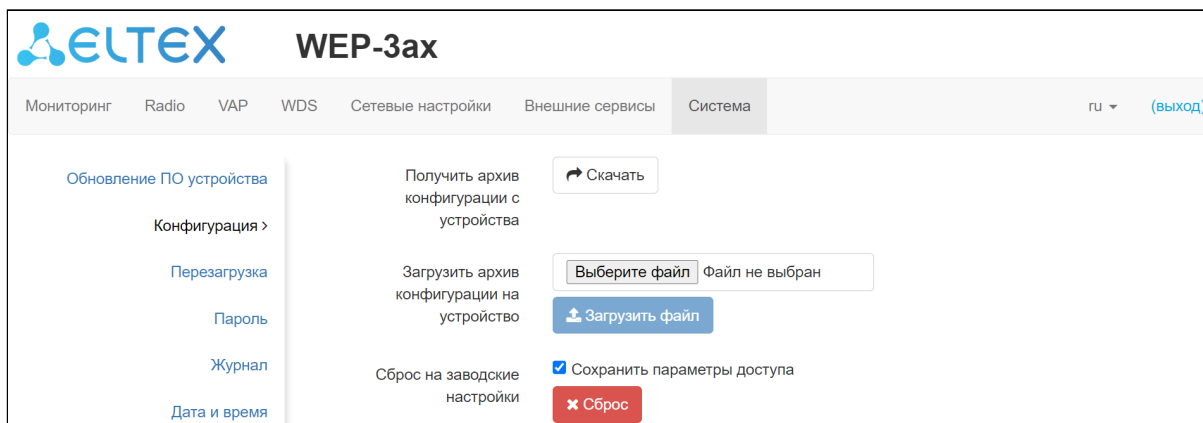 ELTEX WEP-3ax
Мониторинг Radio VAP WDS Сетевые настройки Внешние сервисы Система ru (выход)
Обновление ПО устройства
Конфигурация >
Перезагрузка
Пароль
Журнал
Дата и время
Получить архив
конфигурации с
устройства
Скачать
Загрузить архив
конфигурации на
устройство
Выберите файл Файл не выбран
Загрузить файл
Сброс на заводские
настройки
Сохранить параметры доступа
Сброс